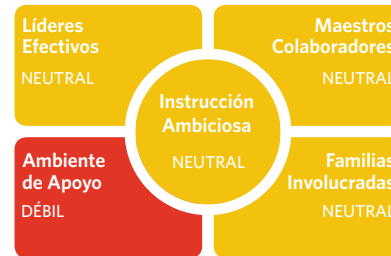 Líderes
Efectivos
NEUTRAL
Maestros
Colaboradores
NEUTRAL
Instrucción
Ambiciosa
NEUTRAL
Ambiente
de Apoyo
DÉBIL
Familias
Involucradas
NEUTRAL